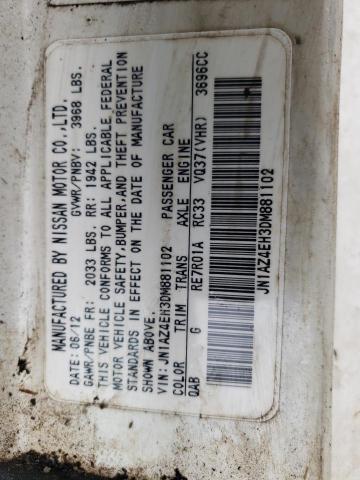 MANUFACTURED BY NISSAN MOTOR CO.,LTD.
DATE: 06/12 GVWR/PNBV: 3968 LBS.
GAWR/PNBE FR: 2033 LBS. RR: 1942 LBS.
THIS VEHICLE CONFORMS TO ALL APPLICABLE FEDERAL
MOTOR VEHICLE SAFETY,BUMPER,AND THEFT PREVENTION
STANDARDS IN EFFECT ON THE DATE OF MANUFACTURE
SHOWN ABOVE.
VIN: JN1AZ4EH3DM881102 PASSENGER CAR
COLOR TRIM TRANS AXLE ENGINE
QAB G RE7R01A RC33 VQ37(VHR) 3696CC
JN1AZ4EH3DM881102